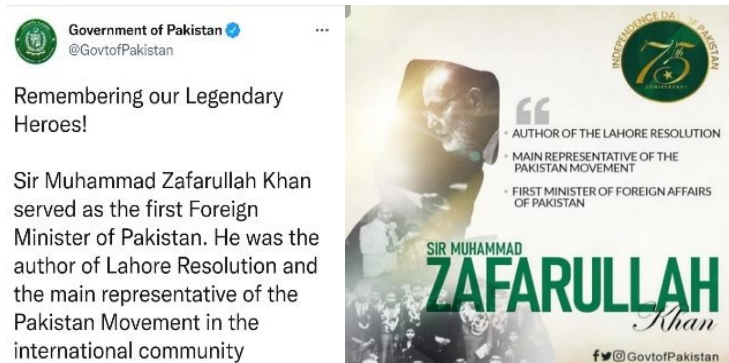 Government of Pakistan
@GovtofPakistan
Remembering our Legendary
Heroes!
Sir Muhammad Zafarullah Khan
served as the first Foreign
Minister of Pakistan. He was the
author of Lahore Resolution and
the main representative of the
Pakistan Movement in the
international community
INDEPENDENCE DAY OF PAKISTAN
75th
ANNIVERSARY
• AUTHOR OF THE LAHORE RESOLUTION
• MAIN REPRESENTATIVE OF THE
PAKISTAN MOVEMENT
• FIRST MINISTER OF FOREIGN AFFAIRS
OF PAKISTAN
SIR MUHAMMAD
ZAFARULLAH
Khan
GovtofPakistan